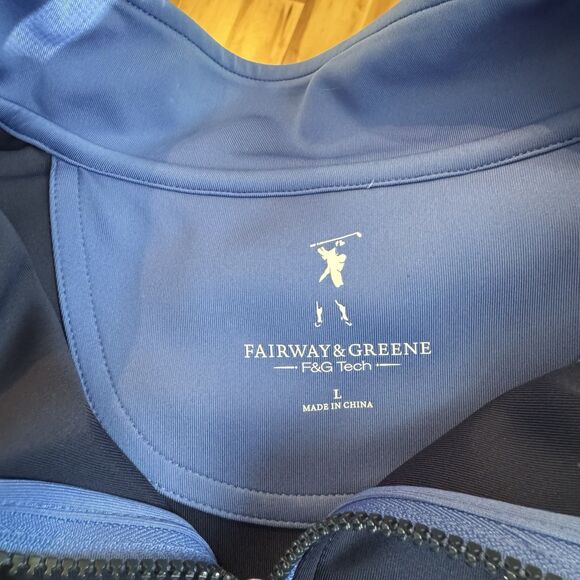 FAIRWAY & GREENE
F&G Tech
L
MADE IN CHINA